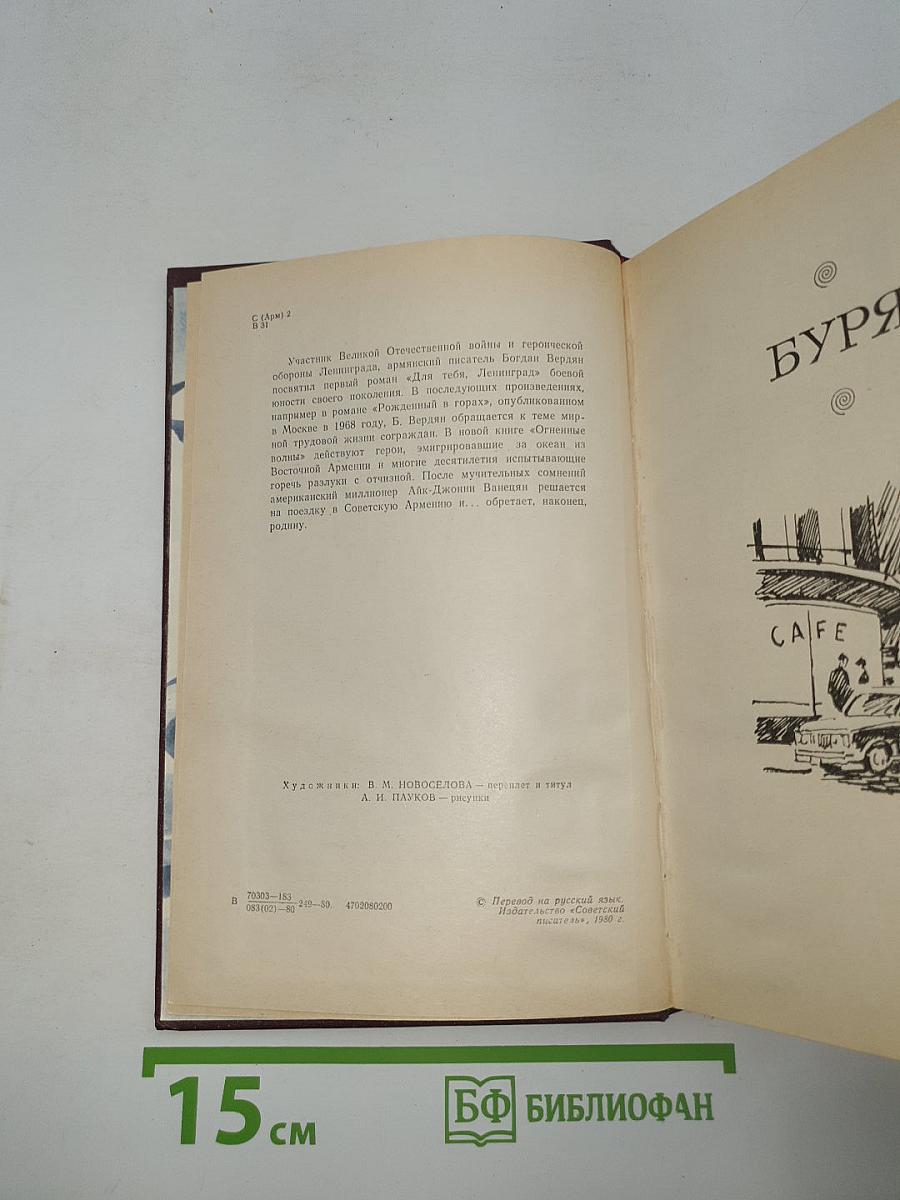 С (Арм) 2
В 31
Участник Великой Отечественной войны и героической
обороны Ленинграда, армянский писатель Богдан Вердян
посвятил первый роман «Для тебя, Ленинград» боевой
юности своего поколения. В последующих произведениях,
например в романе «Рожденный в горах», опубликованном
в Москве в 1968 году, Б. Вердян обращается к теме мир-
ной трудовой жизни сограждан. В новой книге «Огненные
волны» действуют герои, эмигрировавшие за океан из
Восточной Армении и многие десятилетия испытывающие
горечь разлуки с отчизной. После мучительных сомнений
американский миллионер Айк-Джонни Ванецян решается
на поездку в Советскую Армению и... обретает, наконец,
родину.
Художники: В. М. НОВОСЕЛОВА — переплет и титул
А. И. ПАУКОВ — рисунки
В 70303—183
083(02)—80 249—80. 4702080200
© Перевод на русский язык.
Издательство «Советский
писатель», 1980 г.
БУРЯ
CAFE
15 см
БФ БИБЛИОФАН